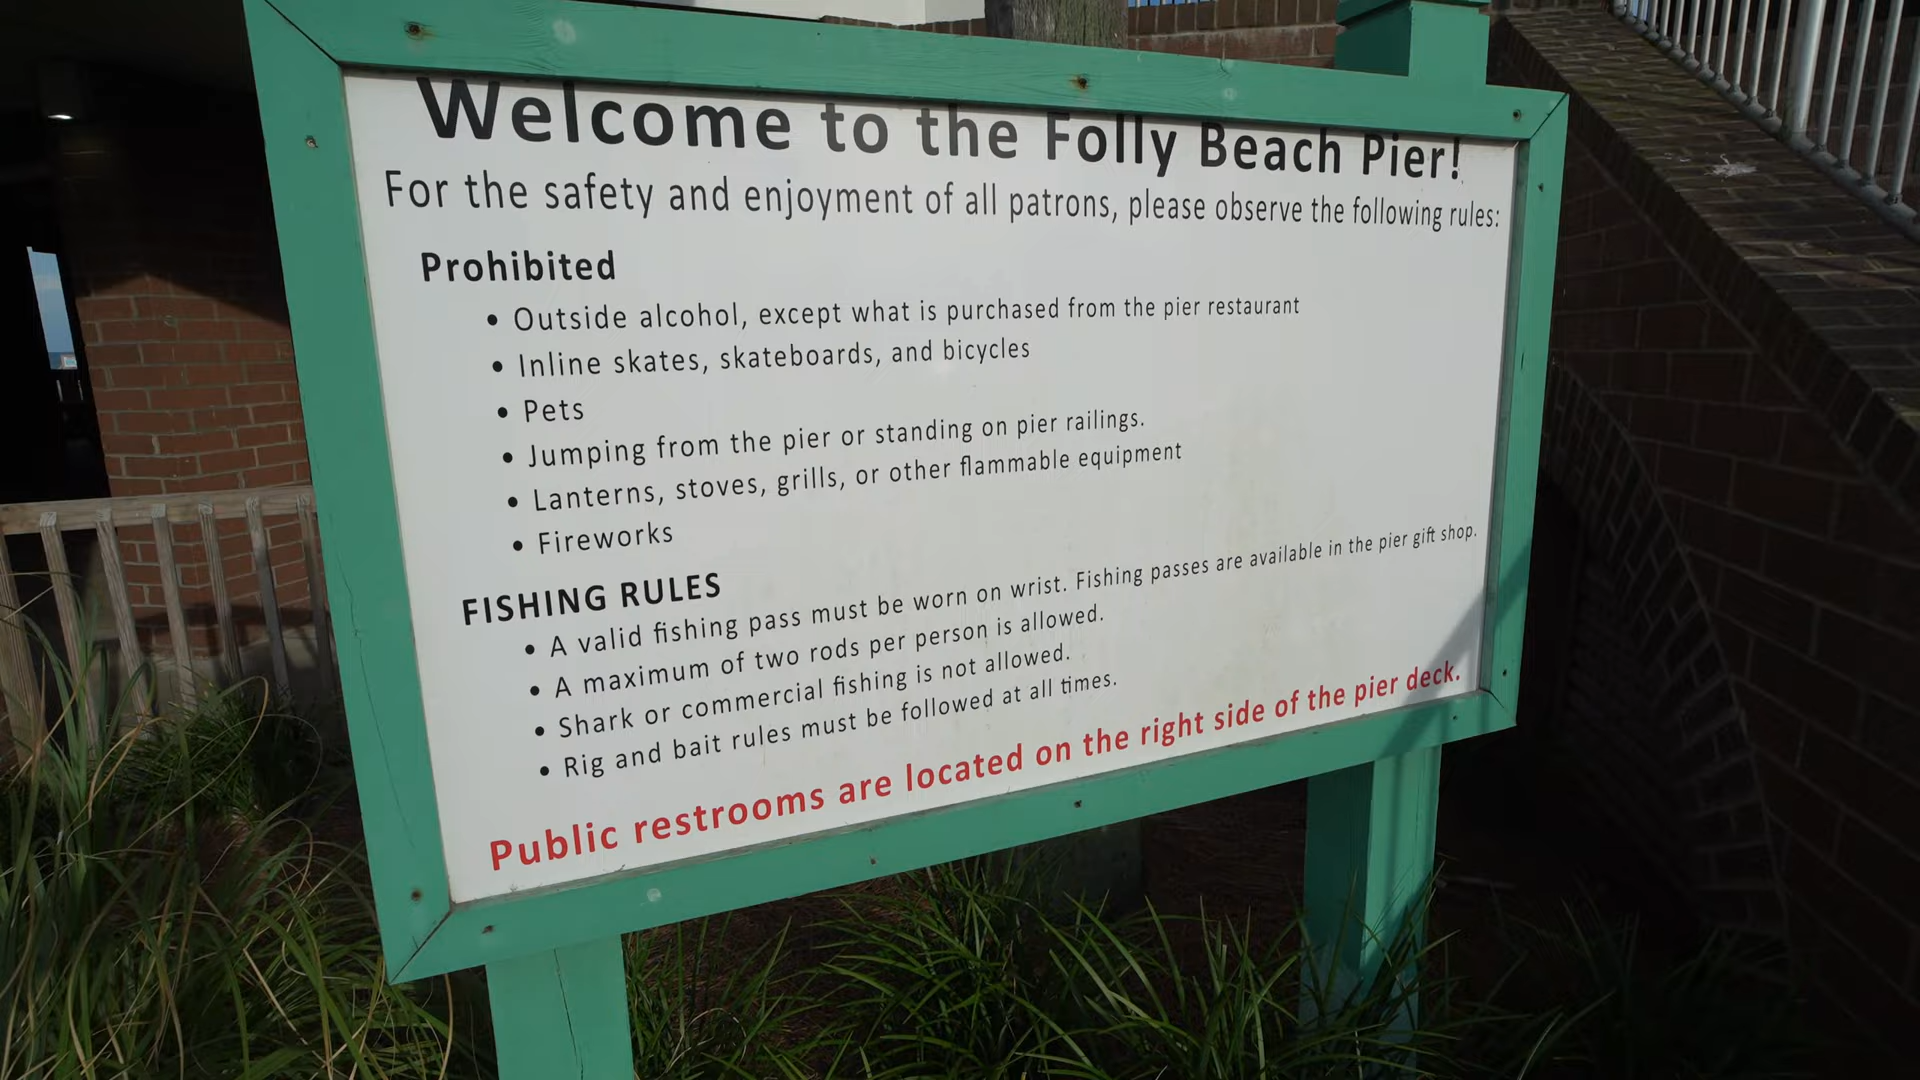 Welcome to the Folly Beach Pier!
For the safety and enjoyment of all patrons, please observe the following rules:
Prohibited
• Outside alcohol, except what is purchased from the pier restaurant
• Inline skates, skateboards, and bicycles
• Pets
• Jumping from the pier or standing on pier railings.
• Lanterns, stoves, grills, or other flammable equipment
• Fireworks
FISHING RULES
• A valid fishing pass must be worn on wrist. Fishing passes are available in the pier gift shop.
• A maximum of two rods per person is allowed.
• Shark or commercial fishing is not allowed.
• Rig and bait rules must be followed at all times.
Public restrooms are located on the right side of the pier deck.